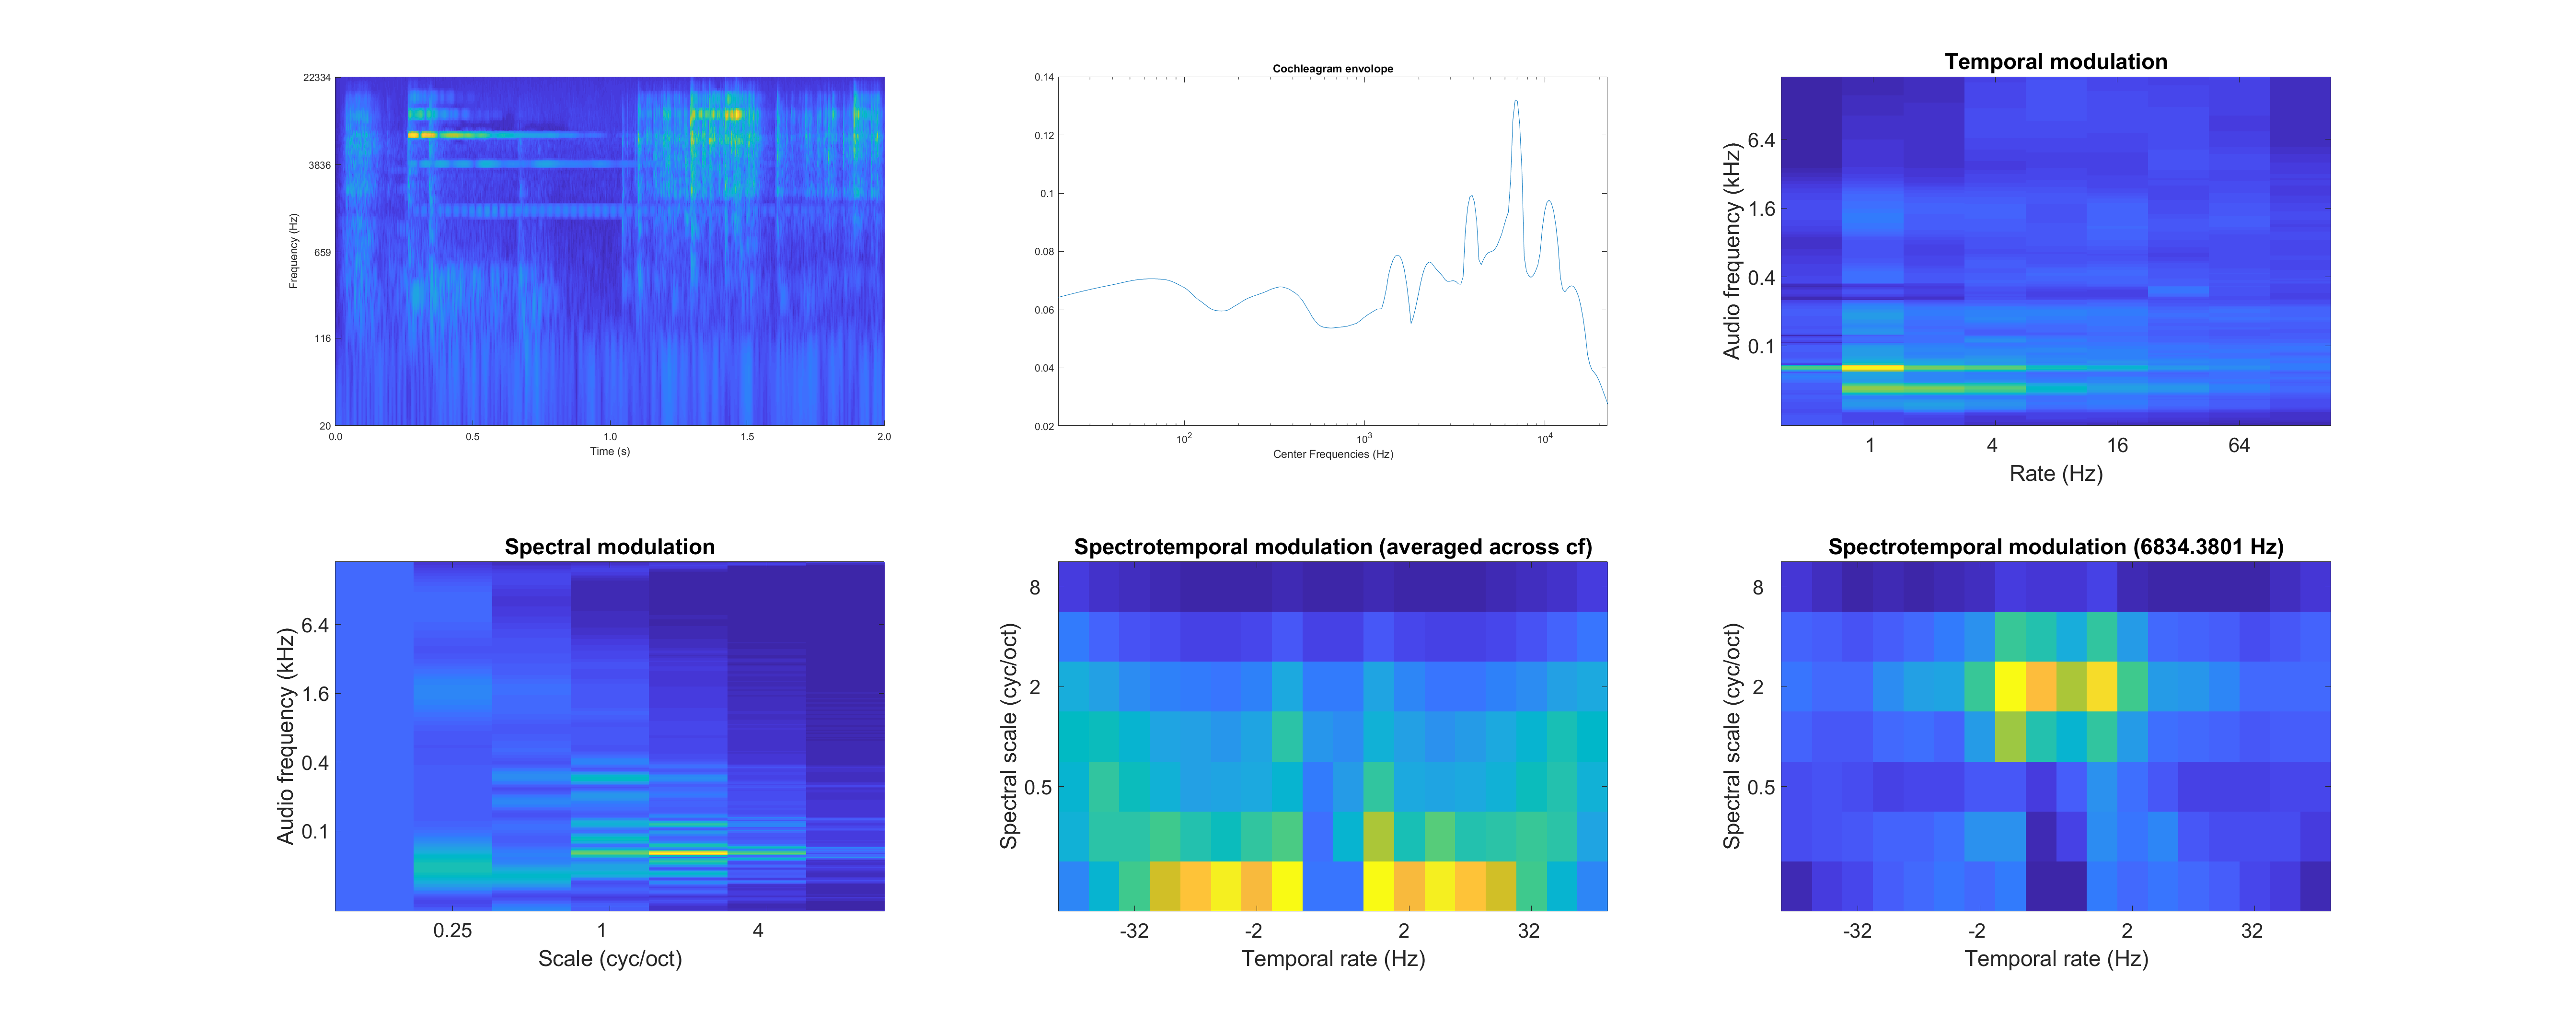 22334
3836
659
116
20
0.0 0.5 1.0 1.5 2.0
Time (s)
Frequency (Hz)
Cochleagram envolope
0.14
0.12
0.1
0.08
0.06
0.04
0.02
10^2 10^3 10^4
Center Frequencies (Hz)
Temporal modulation
6.4
1.6
0.4
0.1
1 4 16 64
Rate (Hz)
Audio frequency (kHz)
Spectral modulation
6.4
1.6
0.4
0.1
0.25 1 4
Scale (cyc/oct)
Audio frequency (kHz)
Spectrotemporal modulation (averaged across cf)
8
2
0.5
-32 -2 2 32
Temporal rate (Hz)
Spectral scale (cyc/oct)
Spectrotemporal modulation (6834.3801 Hz)
8
2
0.5
-32 -2 2 32
Temporal rate (Hz)
Spectral scale (cyc/oct)